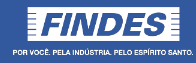 FINDES
POR VOCÊ. PELA INDÚSTRIA. PELO ESPÍRITO SANTO.